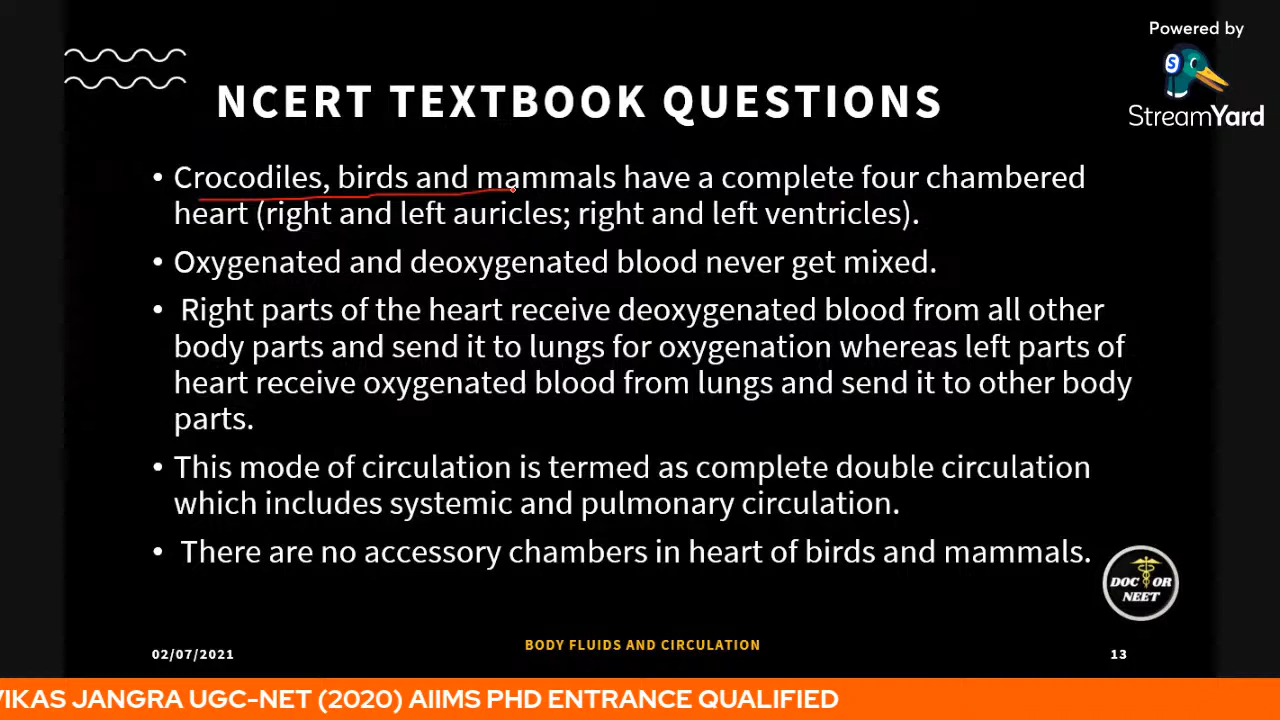 Powered by
S
StreamYard
NCERT TEXTBOOK QUESTIONS
• Crocodiles, birds and mammals have a complete four chambered
heart (right and left auricles; right and left ventricles).
• Oxygenated and deoxygenated blood never get mixed.
• Right parts of the heart receive deoxygenated blood from all other
body parts and send it to lungs for oxygenation whereas left parts of
heart receive oxygenated blood from lungs and send it to other body
parts.
• This mode of circulation is termed as complete double circulation
which includes systemic and pulmonary circulation.
• There are no accessory chambers in heart of birds and mammals.
DOC OR
NEET
02/07/2021
BODY FLUIDS AND CIRCULATION
13
VIKAS JANGRA UGC-NET (2020) AIIMS PHD ENTRANCE QUALIFIED